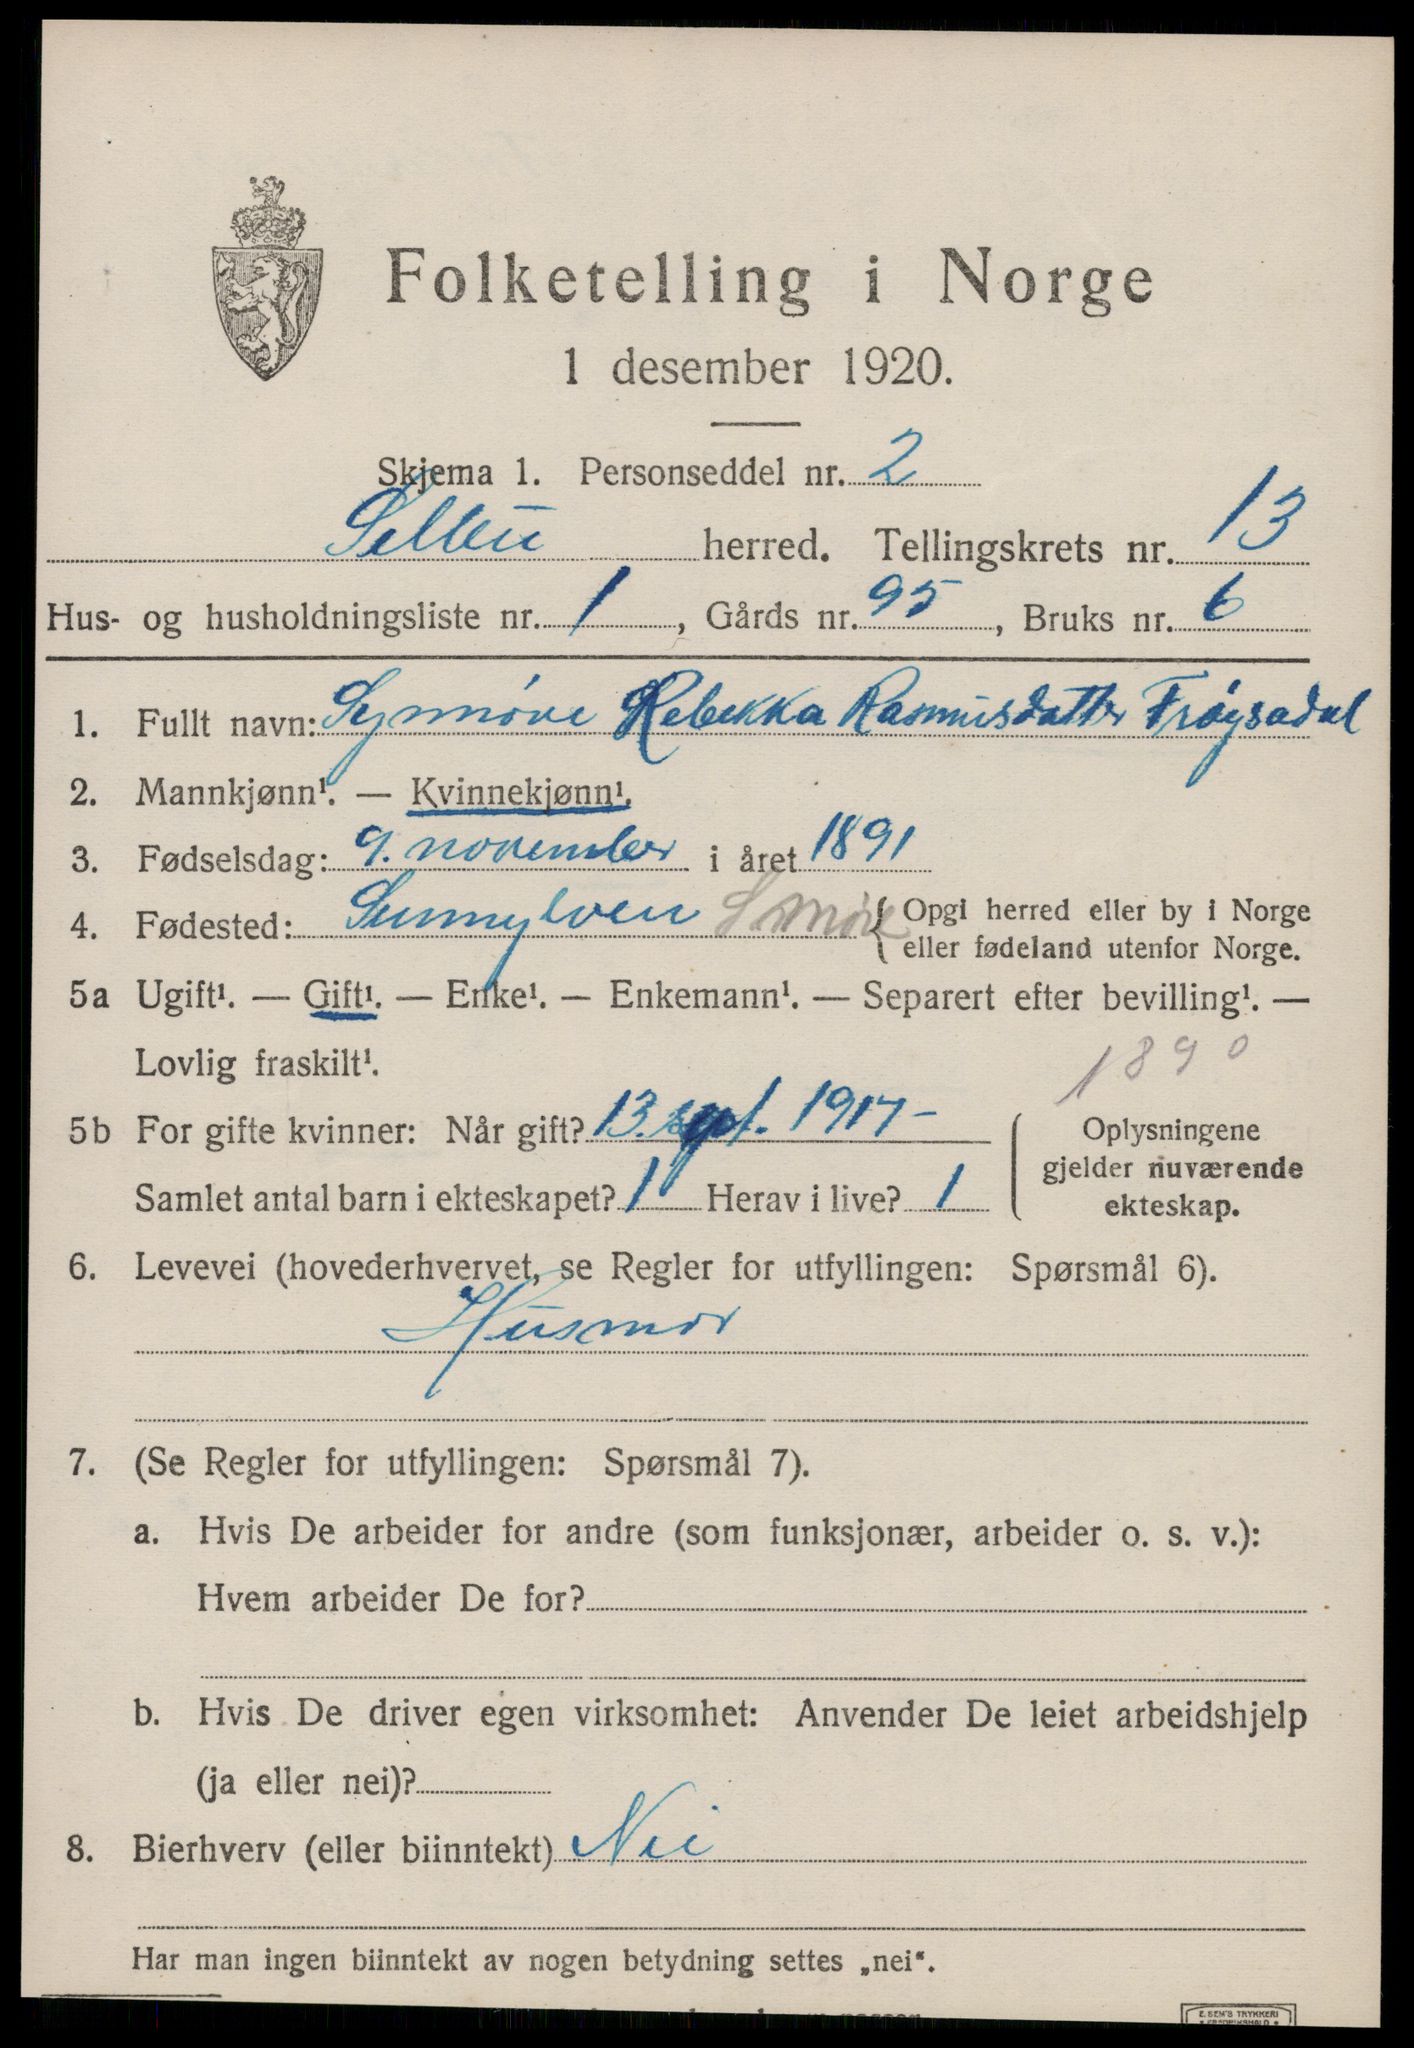 Folketelling i Norge
1 desember 1920.
Skjema 1. Personseddel nr. 2
Selbu herred. Tellingskrets nr. 13
Hus- og husholdningsliste nr. 1, Gårds nr. 95, Bruks nr. 6
1. Fullt navn: Synnøve Rebekka Rasmusdatter Frøysadal
2. Mannkjønn¹. — Kvinnekjønn¹.
3. Fødselsdag: 9. november i året 1891
4. Fødested: Sunnylven S Møre { Opgi herred eller by i Norge
eller fødeland utenfor Norge.
5a Ugift¹. — Gift¹. — Enke¹. — Enkemann¹. — Separert efter bevilling¹. —
Lovlig fraskilt¹.
1890
5b For gifte kvinner: Når gift? 13. sept. 1917 –
Samlet antal barn i ekteskapet? 1 Herav i live? 1
Oplysningene
gjelder nuværende
ekteskap.
6. Levevei (hovederhvervet, se Regler for utfyllingen: Spørsmål 6).
Husmor
7. (Se Regler for utfyllingen: Spørsmål 7).
a. Hvis De arbeider for andre (som funksjonær, arbeider o. s. v.):
Hvem arbeider De for?
b. Hvis De driver egen virksomhet: Anvender De leiet arbeidshjelp
(ja eller nei)?
8. Bierhverv (eller biinntekt) Nei
Har man ingen biinntekt av nogen betydning settes „nei“.
E. SEM'S TRYKKERI
• FREDRIKSHALD •